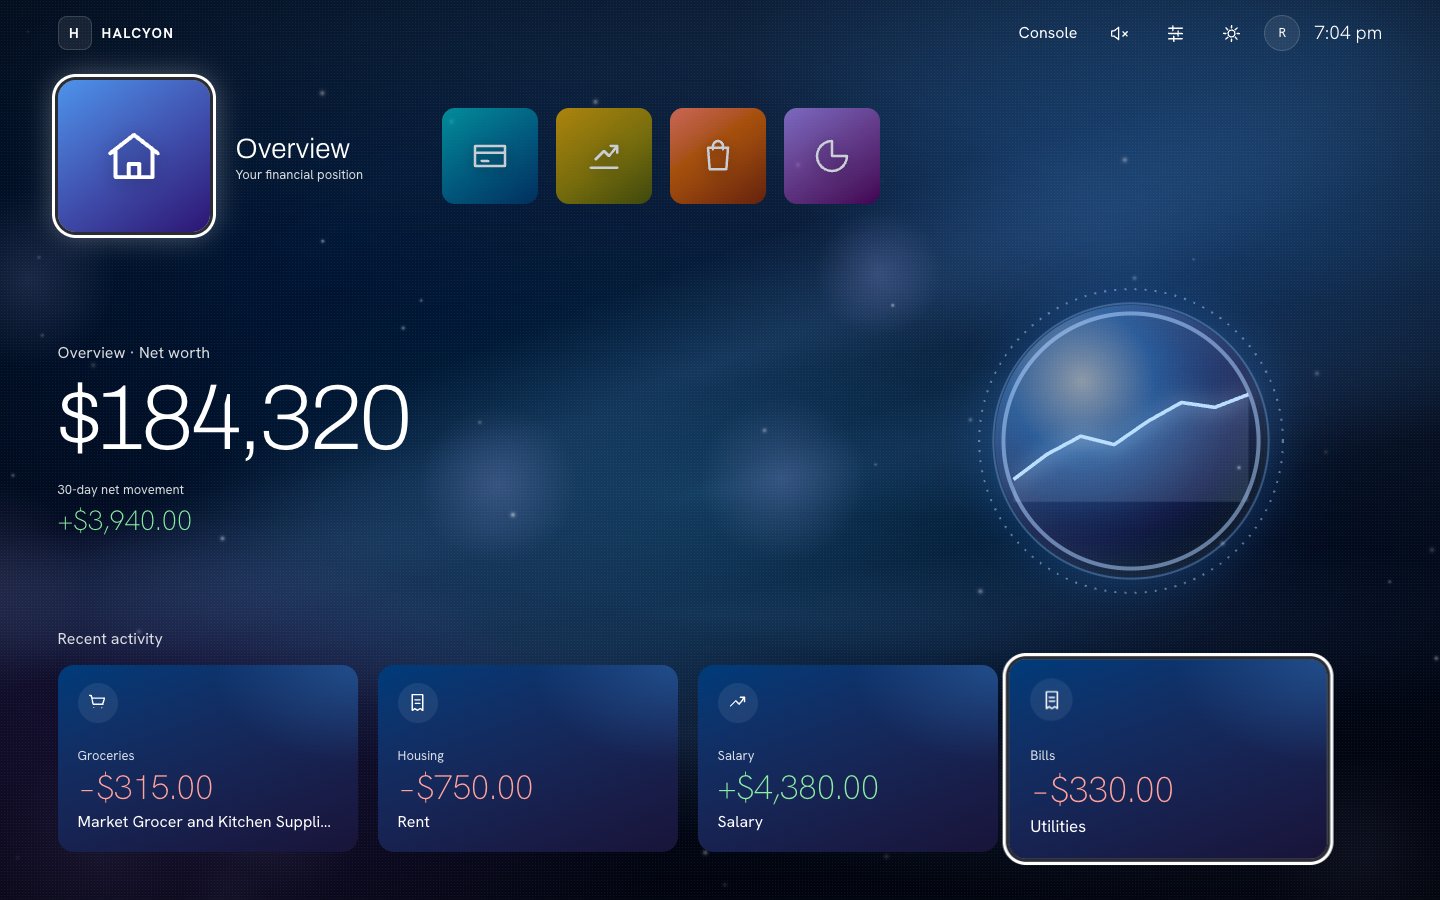 H HALCYON
Console
R 7:04 pm
Overview
Your financial position
Overview · Net worth
$184,320
30-day net movement
+$3,940.00
Recent activity
Groceries
−$315.00
Market Grocer and Kitchen Suppli...
Housing
−$750.00
Rent
Salary
+$4,380.00
Salary
Bills
−$330.00
Utilities